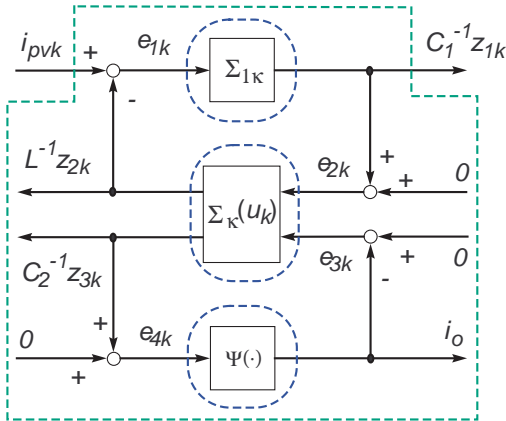 i_pvk + e_1k Σ_1κ C_1^-1 z_1k
-
L^-1 z_2k e_2k + + 0
Σ_κ(u_k)
C_2^-1 z_3k e_3k + 0
+ -
0 + e_4k Ψ(·) i_o